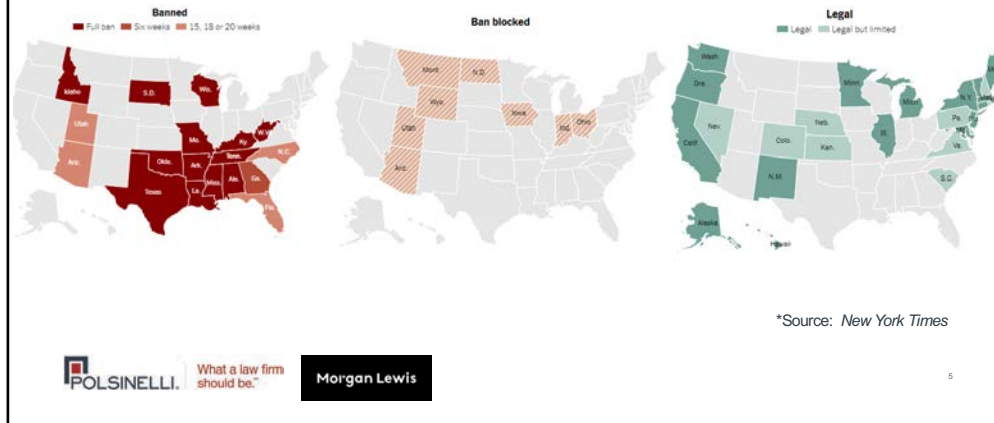 Banned
Full ban Six weeks 15, 18 or 20 weeks
Idaho
S.D.
Wis.
Utah
Ariz.
Mo.
Ky.
W.V.
Okla.
Ark.
Tenn.
N.C.
Texas
La.
Miss.
Ala.
Ga.
Fla.
Ban blocked
Mont.
N.D.
Wyo.
Utah
Iowa
Ind.
Ohio
Ariz.
Legal
Legal Legal but limited
Wash.
Ore.
Calif.
Nev.
Minn.
Mich.
N.Y.
Neb.
Colo.
Kan.
Ill.
Pa.
Va.
S.C.
N.M.
Alaska
Hawaii
*Source: New York Times
POLSINELLI.
What a law firm
should be.™
Morgan Lewis
5